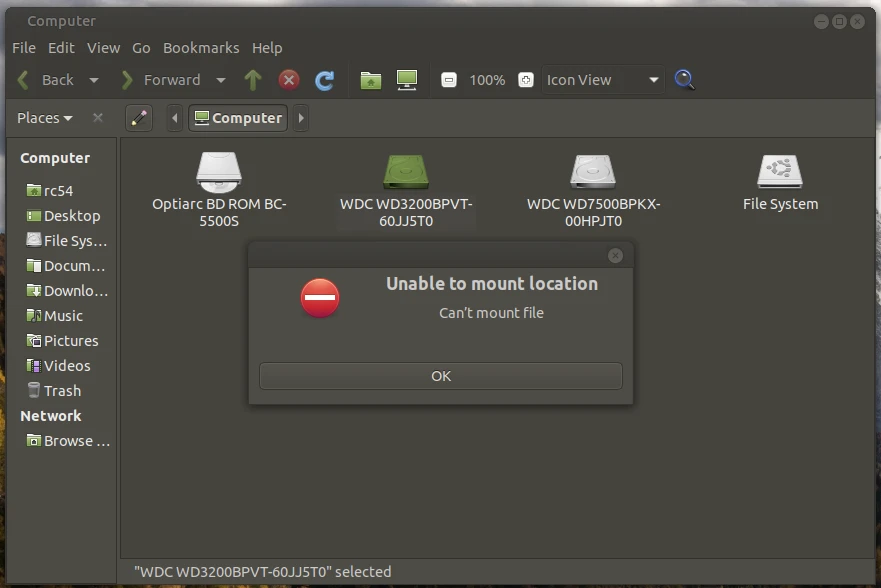 Computer
File Edit View Go Bookmarks Help
Back Forward 100% Icon View
Places Computer
Computer
rc54
Desktop
File Sys...
Docum...
Downlo...
Music
Pictures
Videos
Trash
Network
Browse ...
Optiarc BD ROM BC-
5500S
WDC WD3200BPVT-
60JJ5T0
WDC WD7500BPKX-
00HPJT0
File System
Unable to mount location
Can't mount file
OK
"WDC WD3200BPVT-60JJ5T0" selected